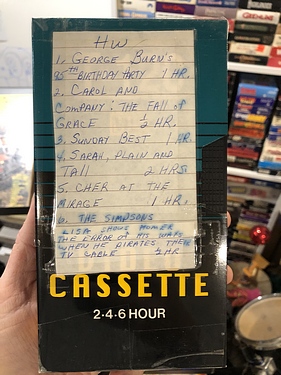 HW
1. GEORGE BURN'S
95TH BIRTHDAY PARTY 1 HR.
2. CAROL AND
COMPANY: THE FALL OF
GRACE 1/2 HR.
3. SUNDAY BEST 1 HR.
4. SARAH, PLAIN AND
TALL 2 HRS
5. CHER AT THE
MIRAGE 1 HR.
6. THE SIMPSONS
LISA SHOWS HOMER
THE ERROR OF HIS WAYS
WHEN HE PIRATES THEIR
TV CABLE 1/2 HR
CASSETTE
2·4·6 HOUR
GREMLINS